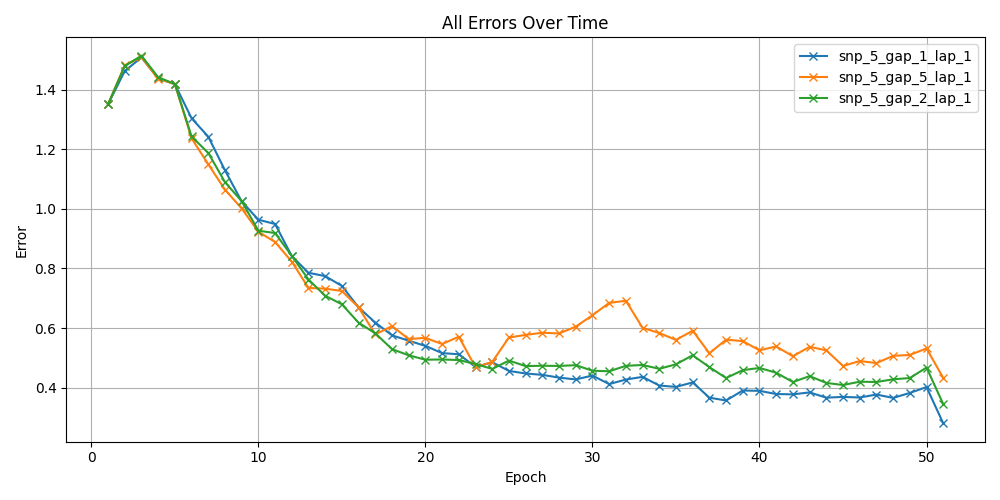 All Errors Over Time
snp_5_gap_1_lap_1
snp_5_gap_5_lap_1
snp_5_gap_2_lap_1
Error
1.4
1.2
1.0
0.8
0.6
0.4
0 10 20 30 40 50
Epoch